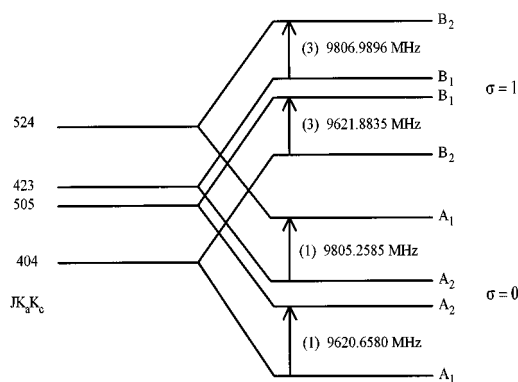 B₂
(3) 9806.9896 MHz
B₁
σ = 1
B₁
524
(3) 9621.8835 MHz
B₂
423
505
A₁
(1) 9805.2585 MHz
404
A₂
σ=0
A₂
JKₐK꜀
(1) 9620.6580 MHz
A₁